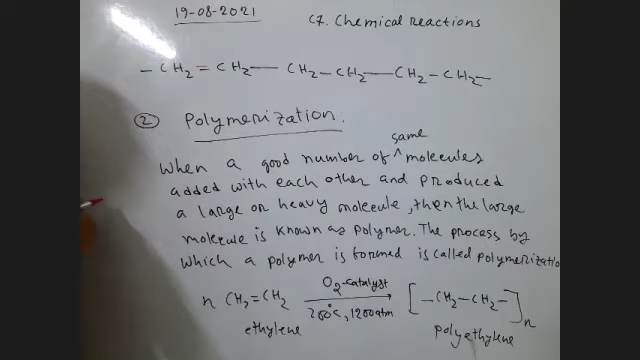 19-08-2021
C7. Chemical reactions
- CH2 = CH2 — CH2 - CH2 — CH2 - CH2 -
② Polymerization.
same
When a good number of ^ molecules
added with each other and produced
a large or heavy molecule, then the large
molecule is known as polymer. The process by
which a polymer is formed is called polymerizatio
O2-catalyst
n CH2=CH2 → [-CH2-CH2-]n
200°C, 1200atm
ethylene polyethylene